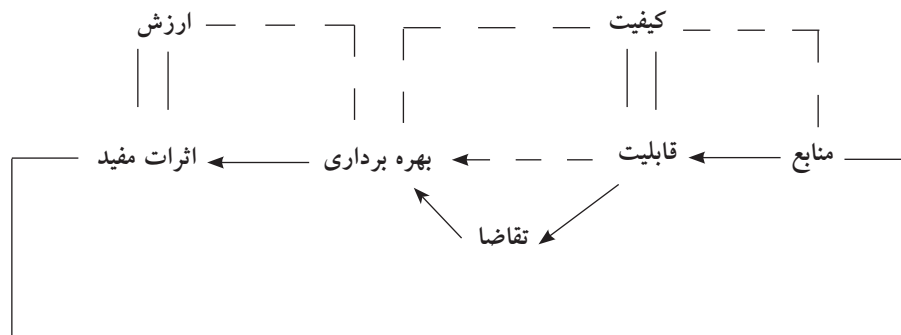 کیفیت ارزش
منابع قابلیت بهره برداری اثرات مفید
تقاضا